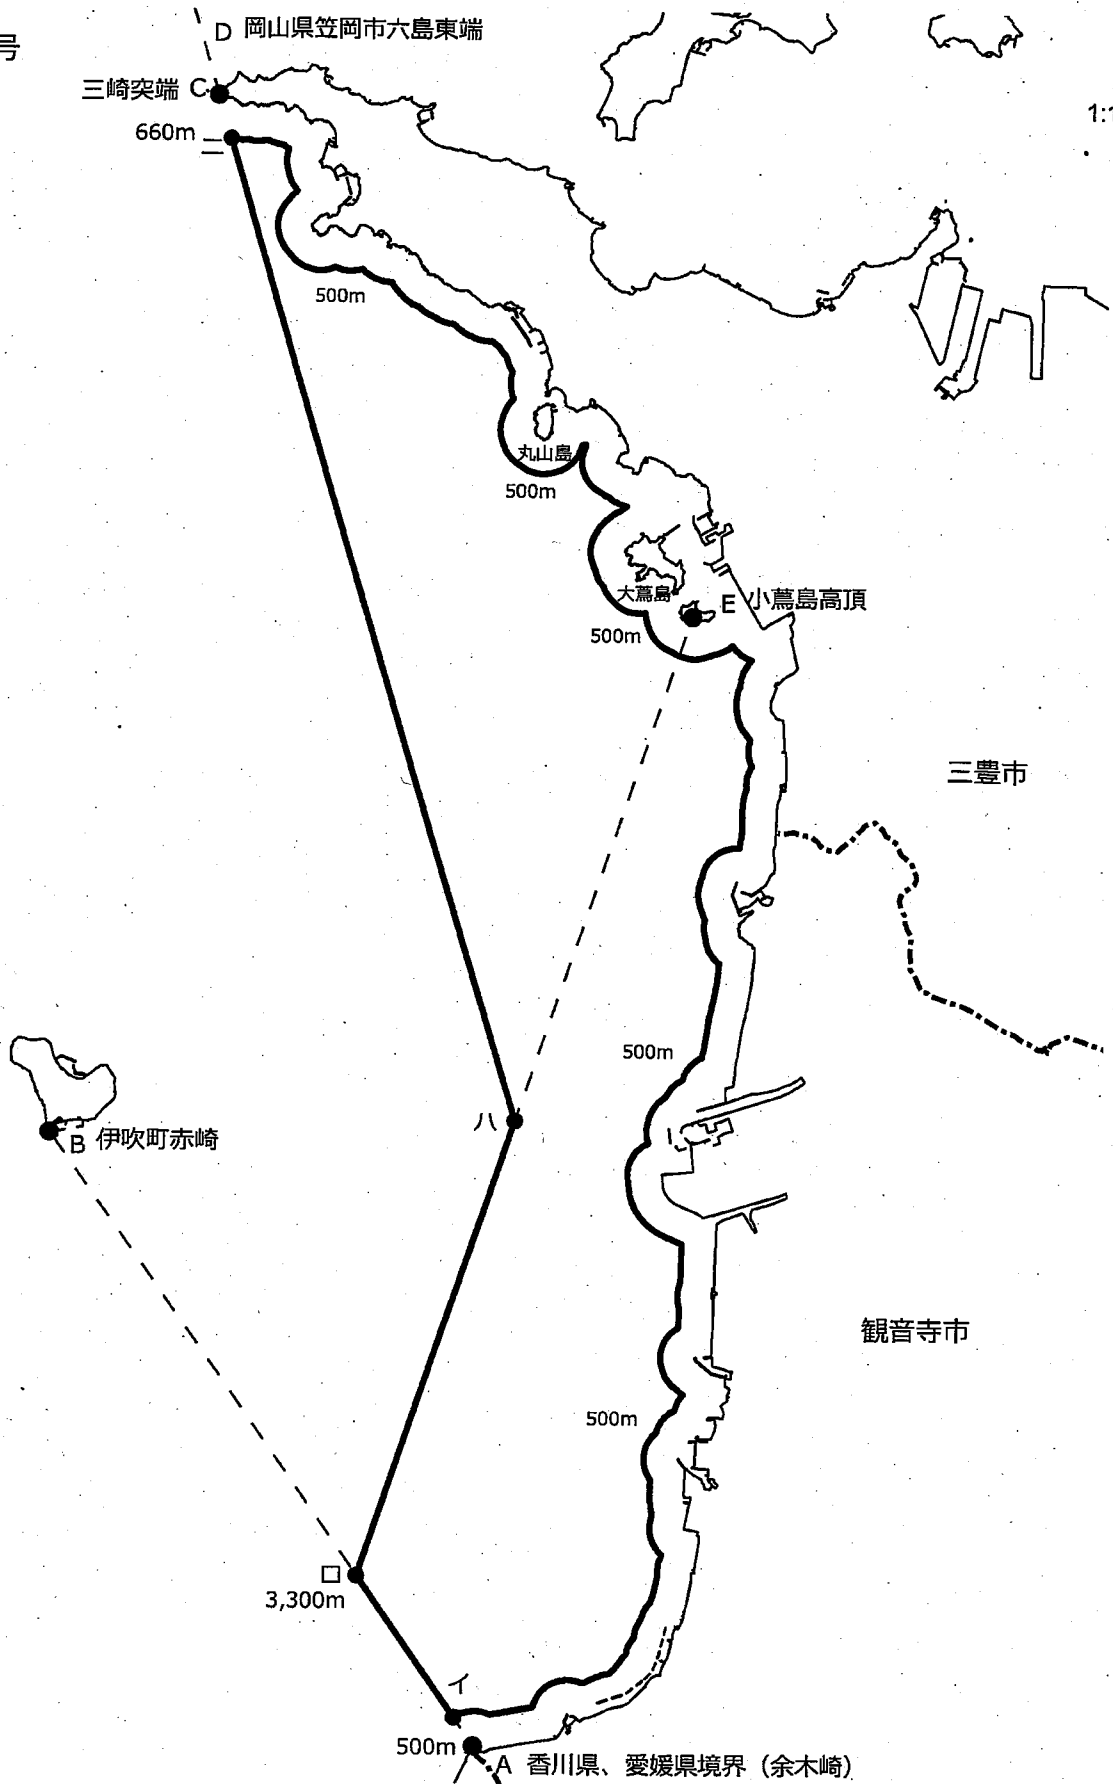 号
D 岡山県笠岡市六島東端
三崎突端 C
1:1
660m 二
500m
丸山島
500m
大蔦島
E 小蔦島高頂
500m
三豊市
500m
ハ
B 伊吹町赤崎
観音寺市
500m
ロ
3,300m
イ
500m
A 香川県、愛媛県境界（余木崎）